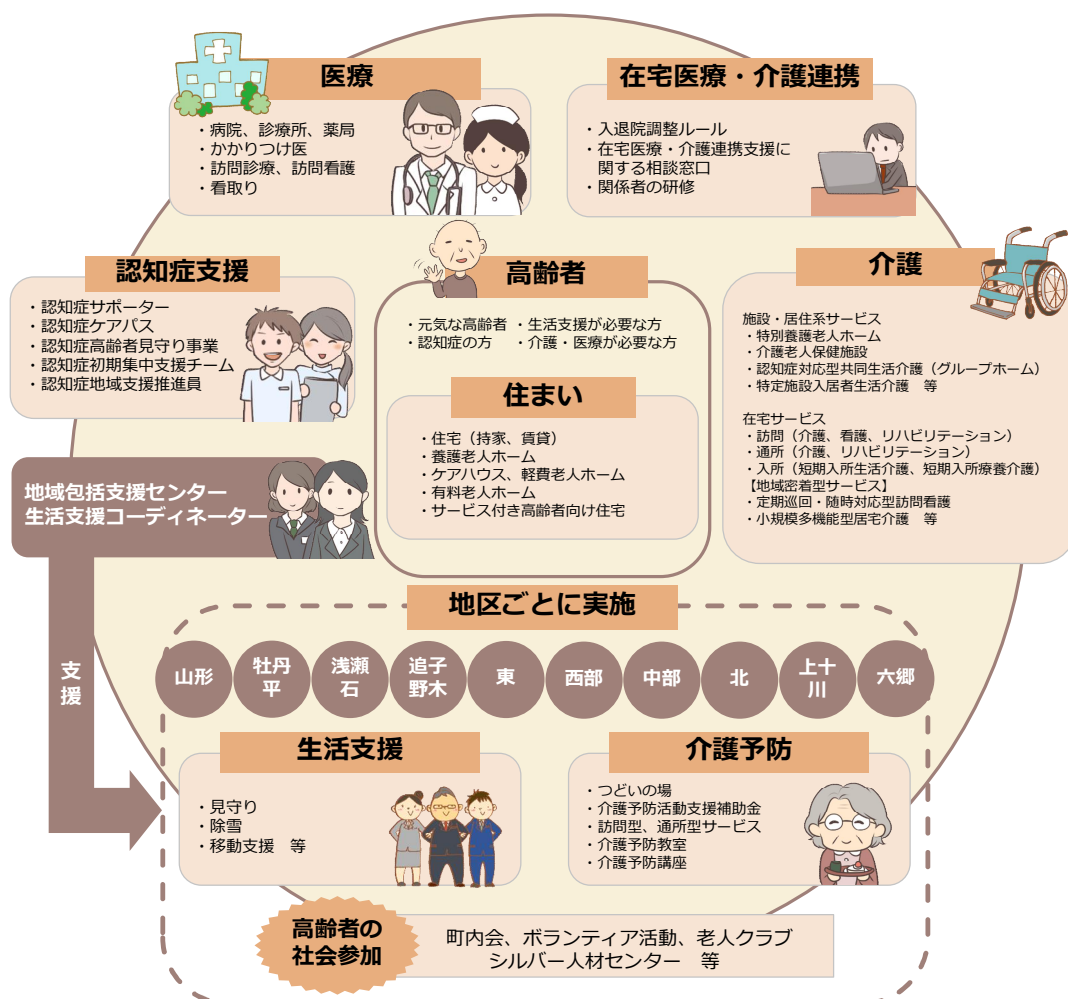 医療
・病院、診療所、薬局
・かかりつけ医
・訪問診療、訪問看護
・看取り
在宅医療・介護連携
・入退院調整ルール
・在宅医療・介護連携支援に
関する相談窓口
・関係者の研修
認知症支援
・認知症サポーター
・認知症ケアパス
・認知症高齢者見守り事業
・認知症初期集中支援チーム
・認知症地域支援推進員
高齢者
・元気な高齢者 ・生活支援が必要な方
・認知症の方 ・介護・医療が必要な方
住まい
・住宅（持家、賃貸）
・養護老人ホーム
・ケアハウス、軽費老人ホーム
・有料老人ホーム
・サービス付き高齢者向け住宅
介護
施設・居住系サービス
・特別養護老人ホーム
・介護老人保健施設
・認知症対応型共同生活介護（グループホーム）
・特定施設入居者生活介護　等
在宅サービス
・訪問（介護、看護、リハビリテーション）
・通所（介護、リハビリテーション）
・入所（短期入所生活介護、短期入所療養介護）
【地域密着型サービス】
・定期巡回・随時対応型訪問看護
・小規模多機能型居宅介護　等
地域包括支援センター
生活支援コーディネーター
支援
地区ごとに実施
山形
牡丹
平
浅瀬
石
追子
野木
東
西部
中部
北
上十
川
六郷
生活支援
・見守り
・除雪
・移動支援　等
介護予防
・つどいの場
・介護予防活動支援補助金
・訪問型、通所型サービス
・介護予防教室
・介護予防講座
高齢者の
社会参加
町内会、ボランティア活動、老人クラブ
シルバー人材センター　等